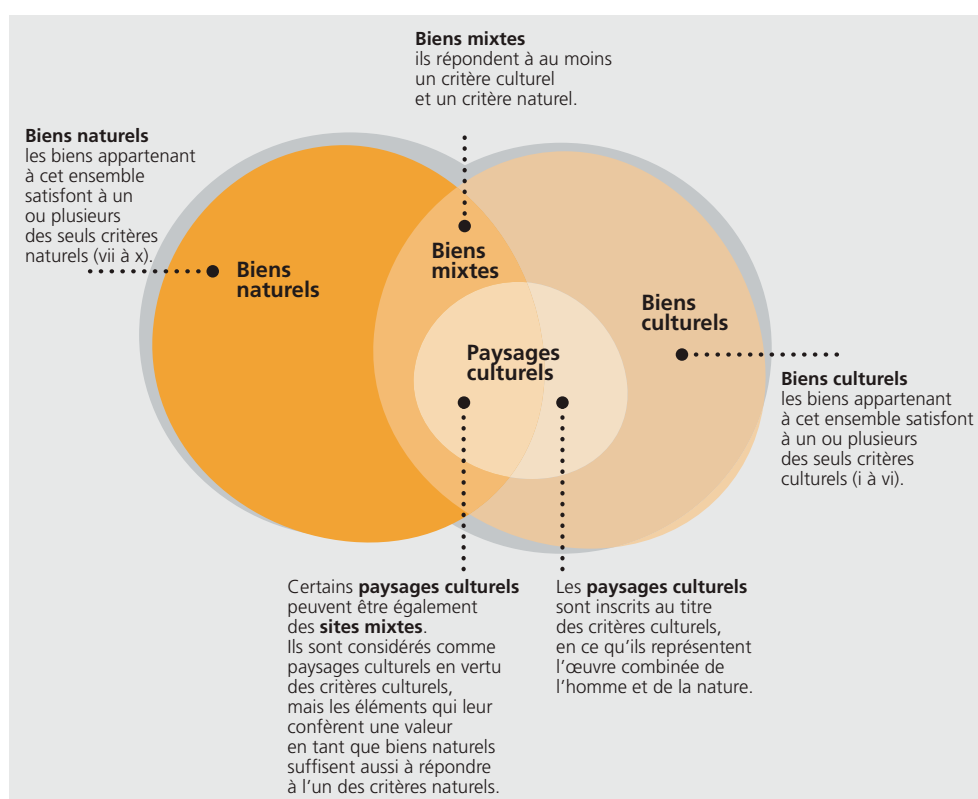 Biens mixtes
ils répondent à au moins
un critère culturel
et un critère naturel.
Biens naturels
les biens appartenant
à cet ensemble
satisfont à un
ou plusieurs
des seuls critères
naturels (vii à x).
Biens
naturels
Biens
mixtes
Biens
culturels
Paysages
culturels
Biens culturels
les biens appartenant
à cet ensemble satisfont
à un ou plusieurs
des seuls critères
culturels (i à vi).
Certains paysages culturels
peuvent être également
des sites mixtes.
Ils sont considérés comme
paysages culturels en vertu
des critères culturels,
mais les éléments qui leur
confèrent une valeur
en tant que biens naturels
suffisent aussi à répondre
à l’un des critères naturels.
Les paysages culturels
sont inscrits au titre
des critères culturels,
en ce qu’ils représentent
l’œuvre combinée de
l’homme et de la nature.